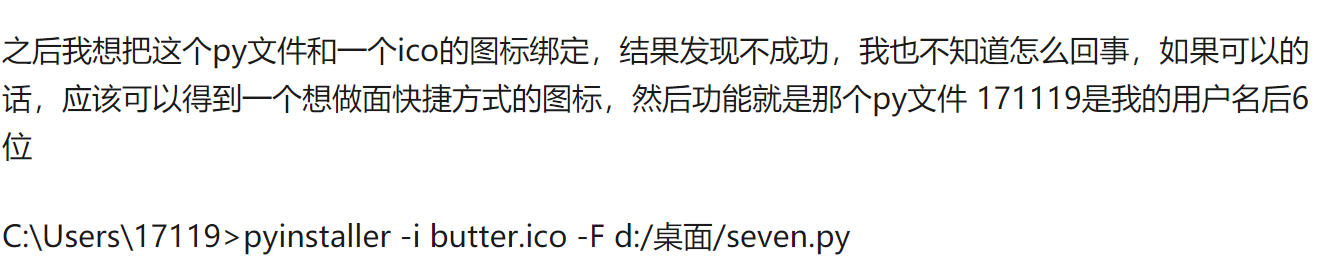 之后我想把这个py文件和一个ico的图标绑定，结果发现不成功，我也不知道怎么回事，如果可以的
话，应该可以得到一个想做面快捷方式的图标，然后功能就是那个py文件 171119是我的用户名后6
位
C:\Users\17119>pyinstaller -i butter.ico -F d:/桌面/seven.py